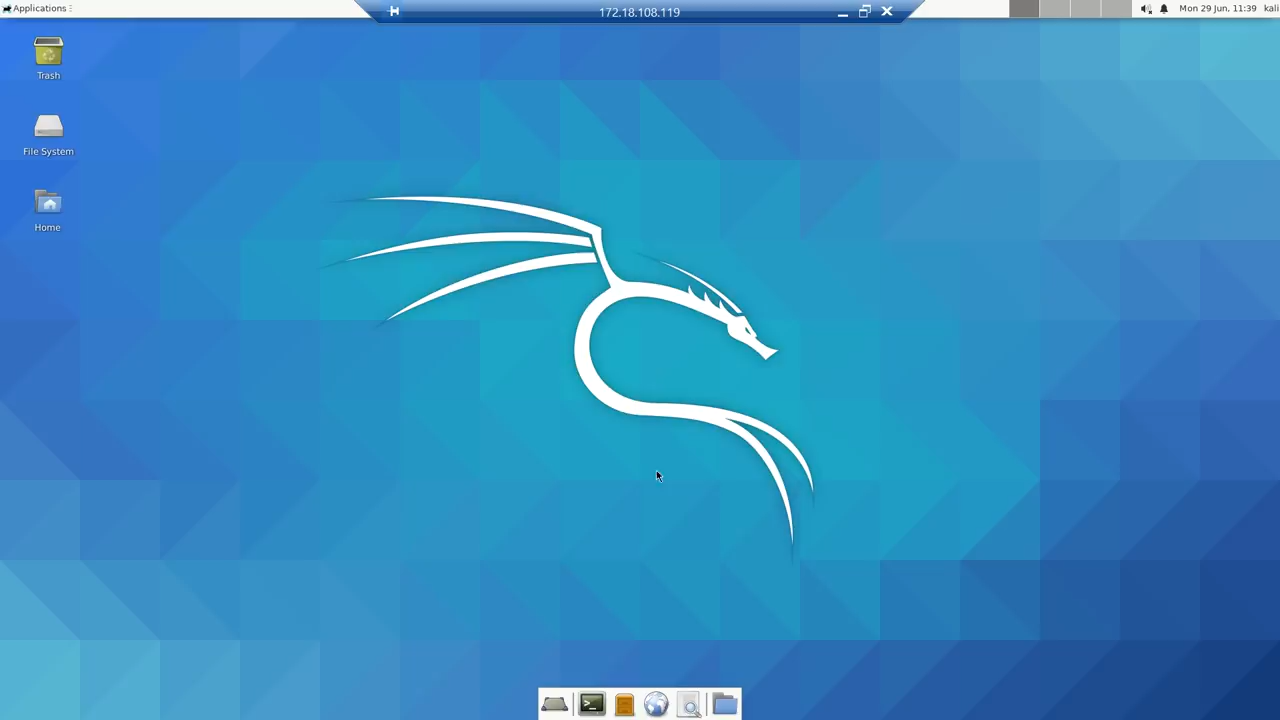 Applications
172.18.108.119
Mon 29 Jun, 11:39
kali
Trash
File System
Home